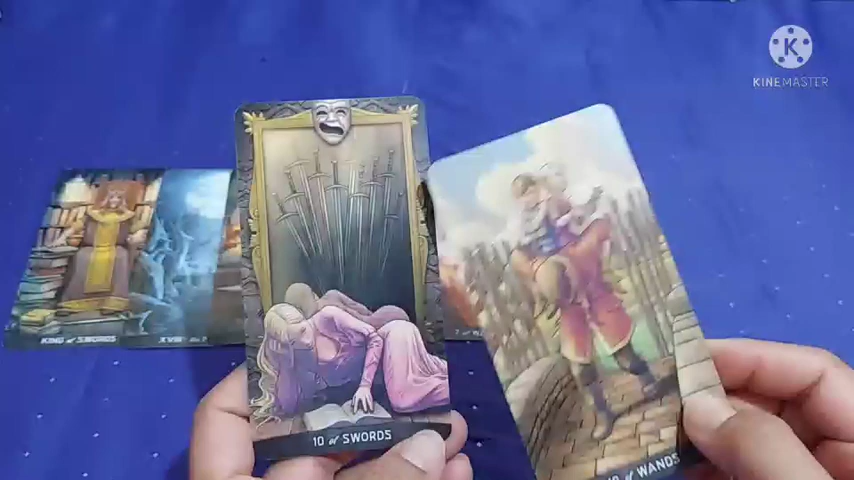 K
KINEMASTER
KING of SWORDS
XVIII
10 of SWORDS
of WANDS